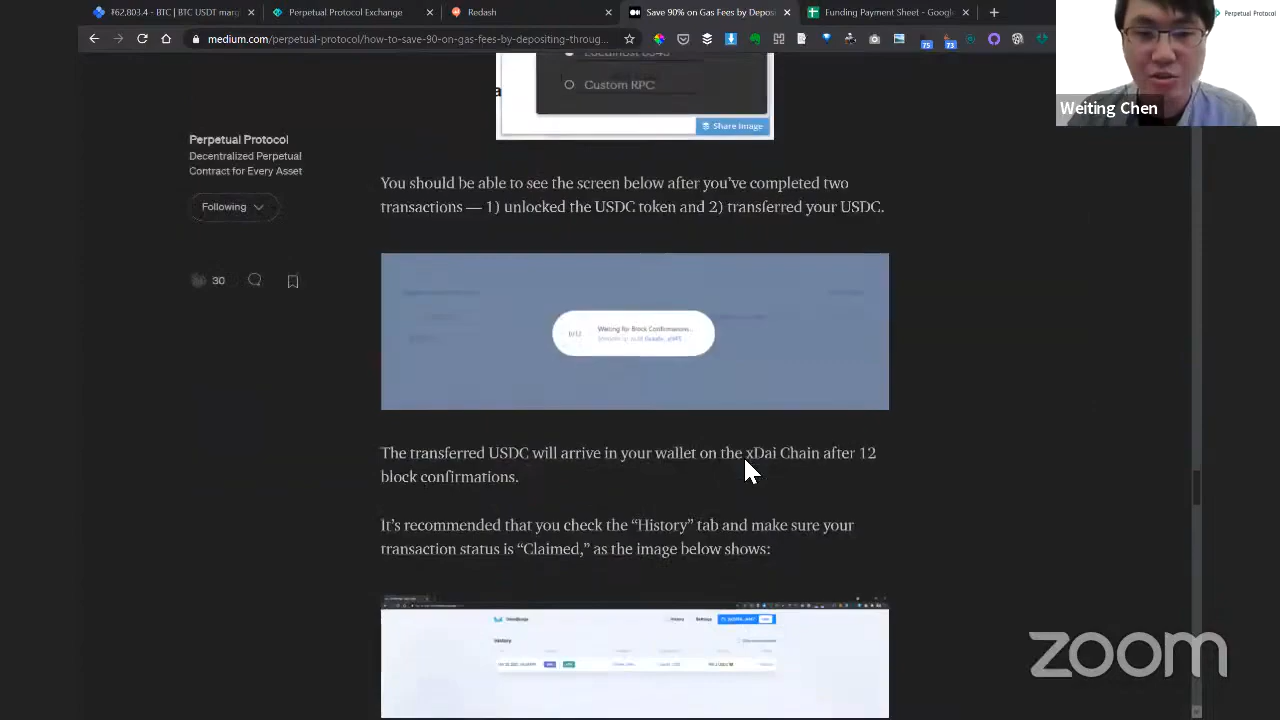 ₮62,803.4 - BTC | BTC USDT marg
Perpetual Protocol Exchange
Redash
Save 90% on Gas Fees by Deposi
Funding Payment Sheet - Google
medium.com/perpetual-protocol/how-to-save-90-on-gas-fees-by-depositing-throug...
75
73
Perpetual Protocol
Weiting Chen
Custom RPC
a
Share Image
Perpetual Protocol
Decentralized Perpetual
Contract for Every Asset
Following
30
You should be able to see the screen below after you've completed two
transactions — 1) unlocked the USDC token and 2) transferred your USDC.
Waiting for Block Confirmations...
The transferred USDC will arrive in your wallet on the xDai Chain after 12
block confirmations.
It's recommended that you check the “History” tab and make sure your
transaction status is “Claimed,” as the image below shows:
History
zoom